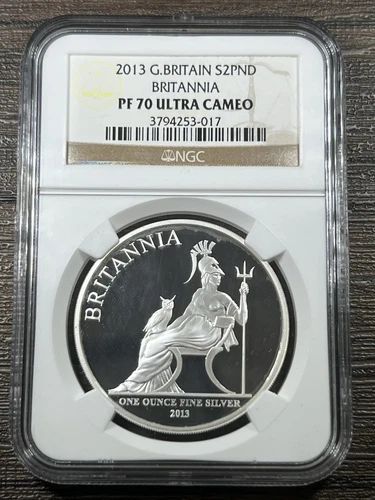 2013 G.BRITAIN S2PND
BRITANNIA
PF 70 ULTRA CAMEO
3794253-017
NGC
BRITANNIA
ONE OUNCE FINE SILVER
2013